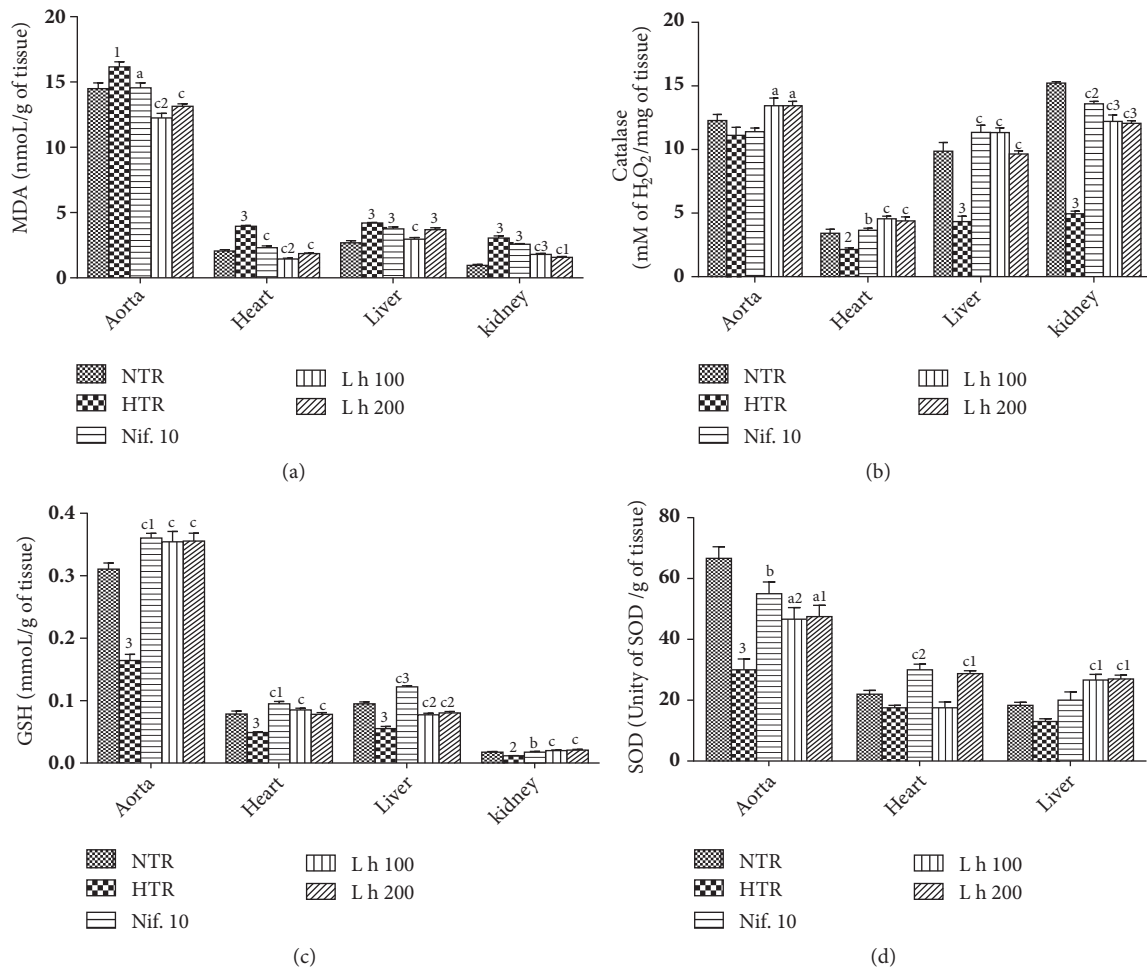 20
15
10
5
0
MDA (nmoL/g of tissue)
1
a
c2
c
3
c
c2
c
3
3
c
3
3
3
c3
c1
Aorta
Heart
Liver
kidney
NTR
HTR
Nif. 10
L h 100
L h 200
(a)
20
15
10
5
0
Catalase
(mM of H₂O₂/mng of tissue)
a
a
2
b
c
c
3
c
c
c
3
c2
c3
c3
Aorta
Heart
Liver
kidney
NTR
HTR
Nif. 10
L h 100
L h 200
(b)
0.4
0.3
0.2
0.1
0.0
GSH (mmoL/g of tissue)
3
c1
c
c
3
c1
c
c
3
c3
c2
c2
2
b
c
c
Aorta
Heart
Liver
kidney
NTR
HTR
Nif. 10
L h 100
L h 200
(c)
80
60
40
20
0
SOD (Unity of SOD /g of tissue)
3
b
a2
a1
c2
c1
c1
c1
Aorta
Heart
Liver
NTR
HTR
Nif. 10
L h 100
L h 200
(d)